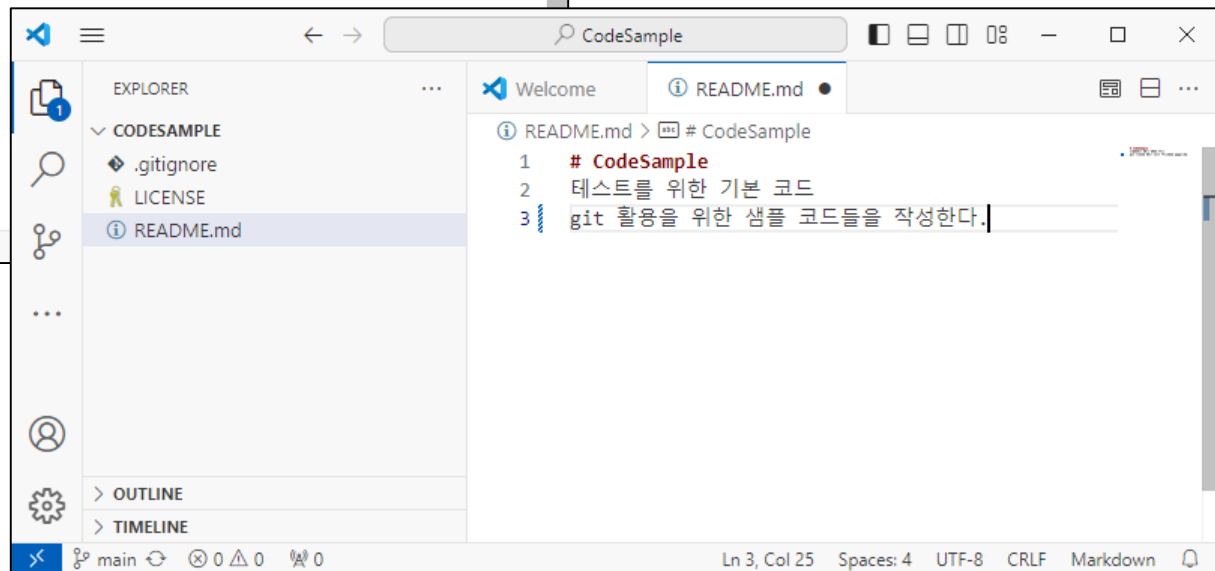 CodeSample
EXPLORER
...
Welcome
README.md
1
CODESAMPLE
README.md > # CodeSample
.gitignore
1 # CodeSample
LICENSE
2 테스트를 위한 기본 코드
README.md
3 git 활용을 위한 샘플 코드들을 작성한다.
OUTLINE
TIMELINE
main 0 0 0 Ln 3, Col 25 Spaces: 4 UTF-8 CRLF Markdown